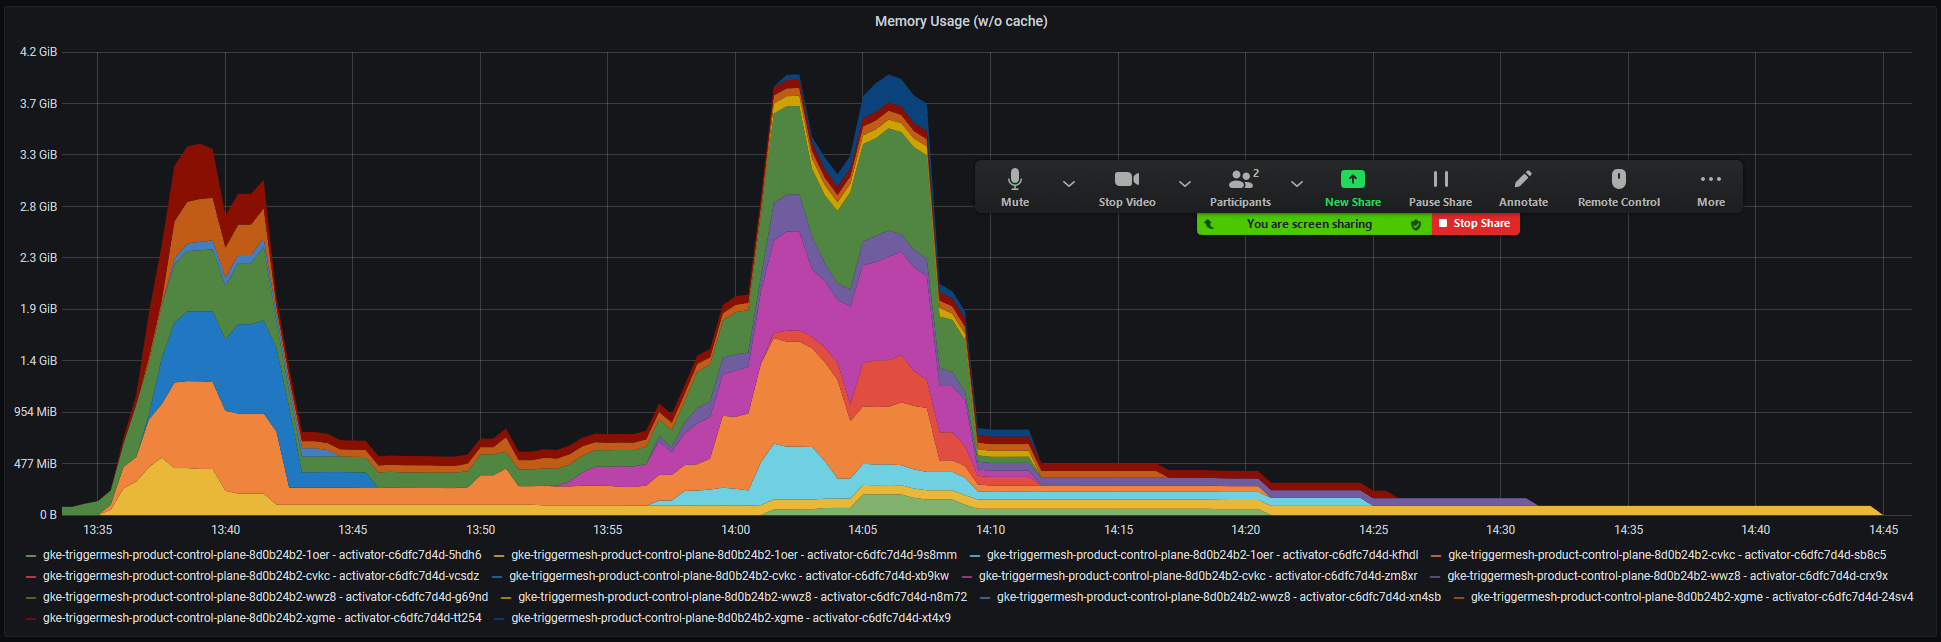 Memory Usage (w/o cache)
4.2 GiB
3.7 GiB
3.3 GiB
2.8 GiB
2.3 GiB
1.9 GiB
1.4 GiB
954 MiB
477 MiB
0 B
Mute Stop Video Participants 2 New Share Pause Share Annotate Remote Control More
You are screen sharing Stop Share
13:35 13:40 13:45 13:50 13:55 14:00 14:05 14:10 14:15 14:20 14:25 14:30 14:35 14:40 14:45
gke-triggermesh-product-control-plane-8d0b24b2-1oer - activator-c6dfc7d4d-5hdh6 gke-triggermesh-product-control-plane-8d0b24b2-1oer - activator-c6dfc7d4d-9s8mm gke-triggermesh-product-control-plane-8d0b24b2-1oer - activator-c6dfc7d4d-kfhdl gke-triggermesh-product-control-plane-8d0b24b2-cvkc - activator-c6dfc7d4d-sb8c5
gke-triggermesh-product-control-plane-8d0b24b2-cvkc - activator-c6dfc7d4d-vcsdz gke-triggermesh-product-control-plane-8d0b24b2-cvkc - activator-c6dfc7d4d-xb9kw gke-triggermesh-product-control-plane-8d0b24b2-cvkc - activator-c6dfc7d4d-zm8xr gke-triggermesh-product-control-plane-8d0b24b2-wwz8 - activator-c6dfc7d4d-crx9x
gke-triggermesh-product-control-plane-8d0b24b2-wwz8 - activator-c6dfc7d4d-g69nd gke-triggermesh-product-control-plane-8d0b24b2-wwz8 - activator-c6dfc7d4d-n8m72 gke-triggermesh-product-control-plane-8d0b24b2-wwz8 - activator-c6dfc7d4d-xn4sb gke-triggermesh-product-control-plane-8d0b24b2-xgme - activator-c6dfc7d4d-24sv4
gke-triggermesh-product-control-plane-8d0b24b2-xgme - activator-c6dfc7d4d-tt254 gke-triggermesh-product-control-plane-8d0b24b2-xgme - activator-c6dfc7d4d-xt4x9